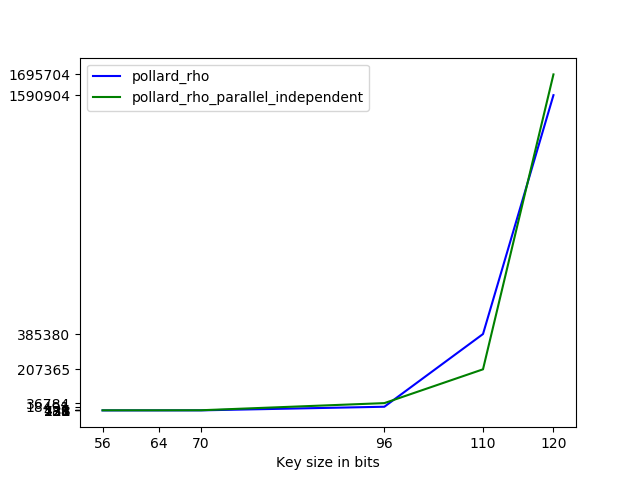 pollard_rho
pollard_rho_parallel_independent
1695704
1590904
385380
207365
36784
56 64 70 96 110 120
Key size in bits